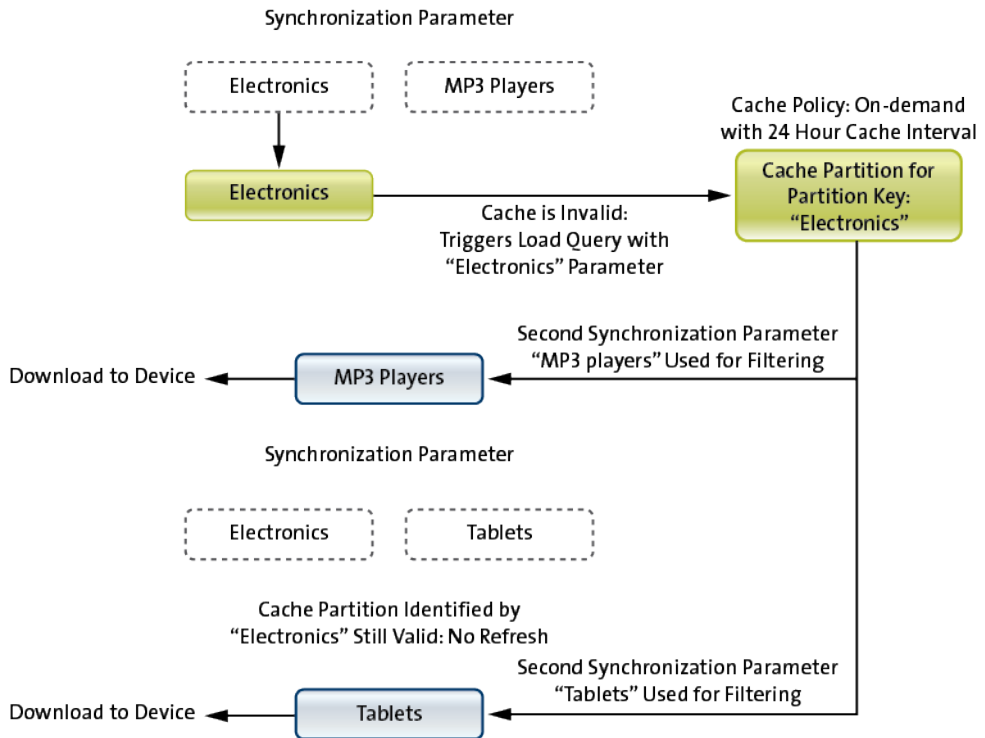 Synchronization Parameter
Electronics
MP3 Players
Cache Policy: On-demand
with 24 Hour Cache Interval
Electronics
Cache Partition for
Partition Key:
“Electronics”
Cache is Invalid:
Triggers Load Query with
“Electronics” Parameter
Second Synchronization Parameter
“MP3 players” Used for Filtering
Download to Device
MP3 Players
Synchronization Parameter
Electronics
Tablets
Cache Partition Identified by
“Electronics” Still Valid: No Refresh
Second Synchronization Parameter
“Tablets” Used for Filtering
Download to Device
Tablets